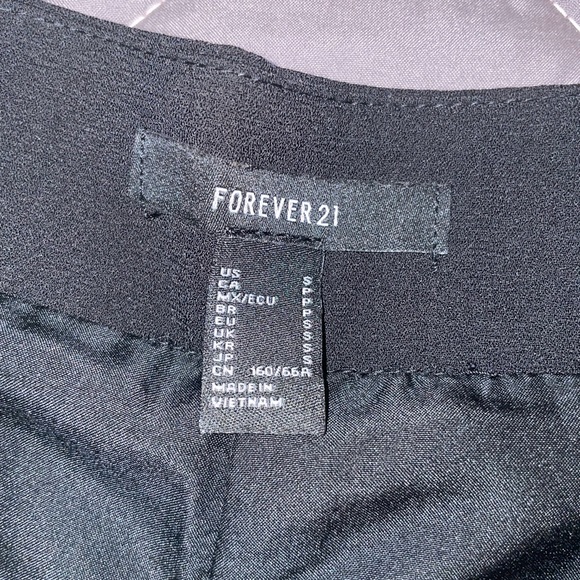 FOREVER 21
US S
CA P
MX/ECU P
BR P
EU S
UK S
KR S
JP S
CN 160/66A
MADE IN
VIETNAM